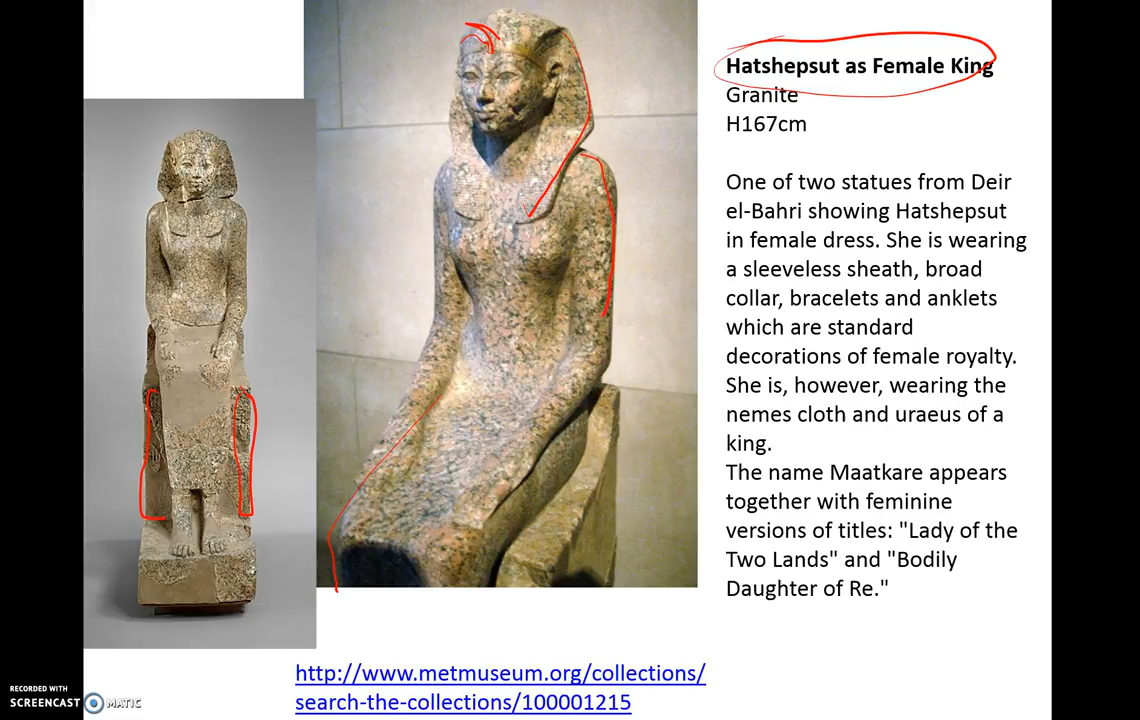 Hatshepsut as Female King
Granite
H167cm
One of two statues from Deir
el-Bahri showing Hatshepsut
in female dress. She is wearing
a sleeveless sheath, broad
collar, bracelets and anklets
which are standard
decorations of female royalty.
She is, however, wearing the
nemes cloth and uraeus of a
king.
The name Maatkare appears
together with feminine
versions of titles: "Lady of the
Two Lands" and "Bodily
Daughter of Re."
http://www.metmuseum.org/collections/
search-the-collections/100001215
RECORDED WITH
SCREENCAST MATIC